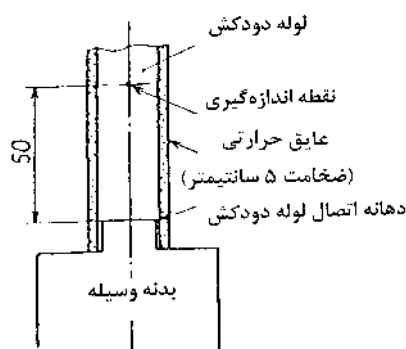 لوله دودکش
نقطه اندازه‌گیری
عایق حرارتی
(ضخامت ۵ سانتیمتر)
دهانه اتصال لوله دودکش
50
بدنه وسیله